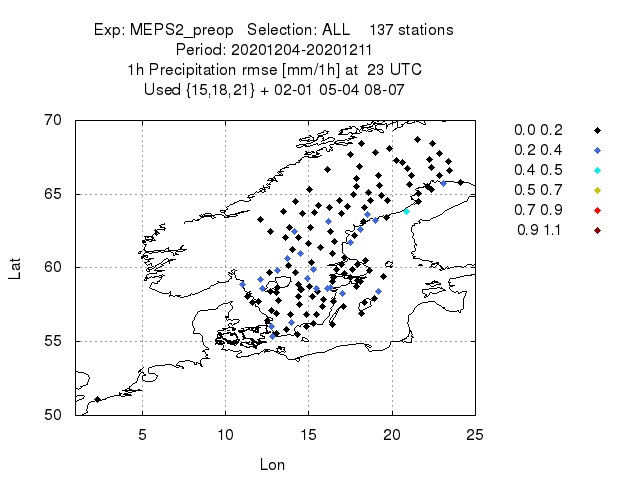 Exp: MEPS2_preop   Selection: ALL    137 stations
Period: 20201204-20201211
1h Precipitation rmse [mm/1h] at  23 UTC
Used {15,18,21} + 02-01 05-04 08-07
70
65
60
55
50
Lat
5 10 15 20 25
Lon
0.0 0.2
0.2 0.4
0.4 0.5
0.5 0.7
0.7 0.9
0.9 1.1